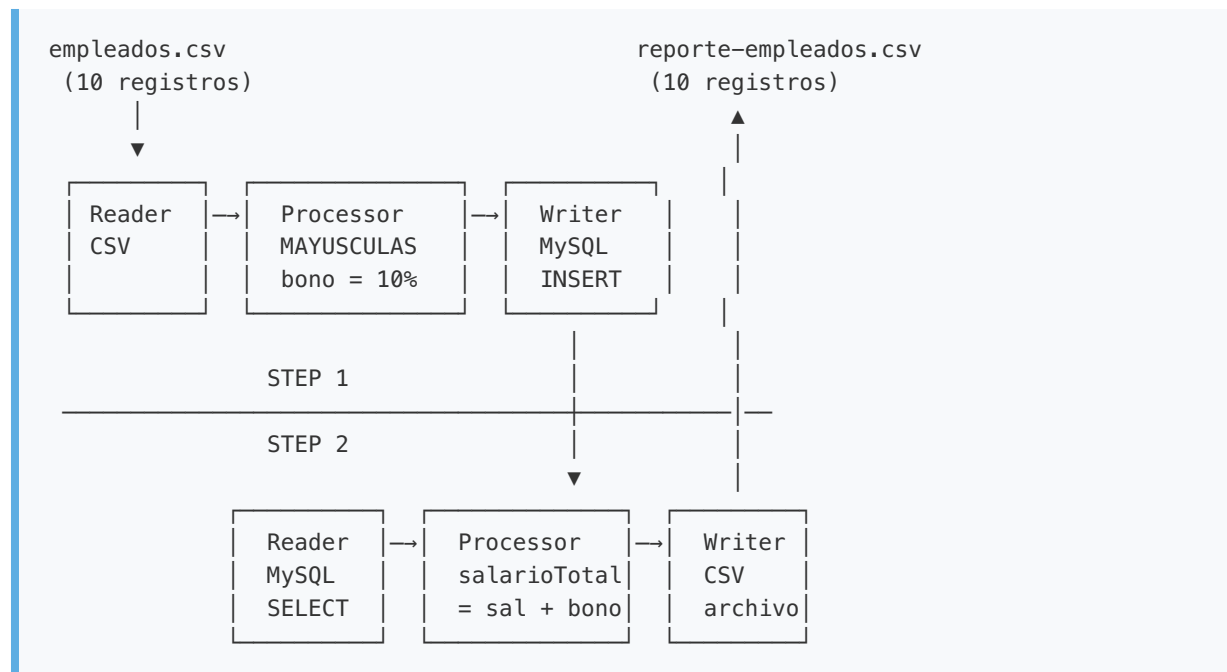 empleados.csv reporte-empleados.csv
(10 registros) (10 registros)
Reader Processor Writer
CSV MAYUSCULAS MySQL
bono = 10% INSERT
STEP 1
STEP 2
Reader Processor Writer
MySQL salarioTotal CSV
SELECT = sal + bono archivo